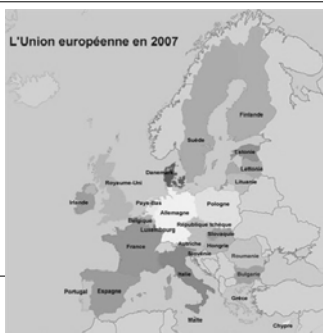 L'Union européenne en 2007
Finlande
Suède
Estonie
Lettonie
Lituanie
Danemark
Royaume-Uni
Irlande
Pays-Bas
Pologne
Allemagne
Belgique
Luxembourg
République tchèque
Slovaquie
France
Autriche
Hongrie
Slovénie
Roumanie
Italie
Bulgarie
Portugal
Espagne
Grèce
Malte
Chypre